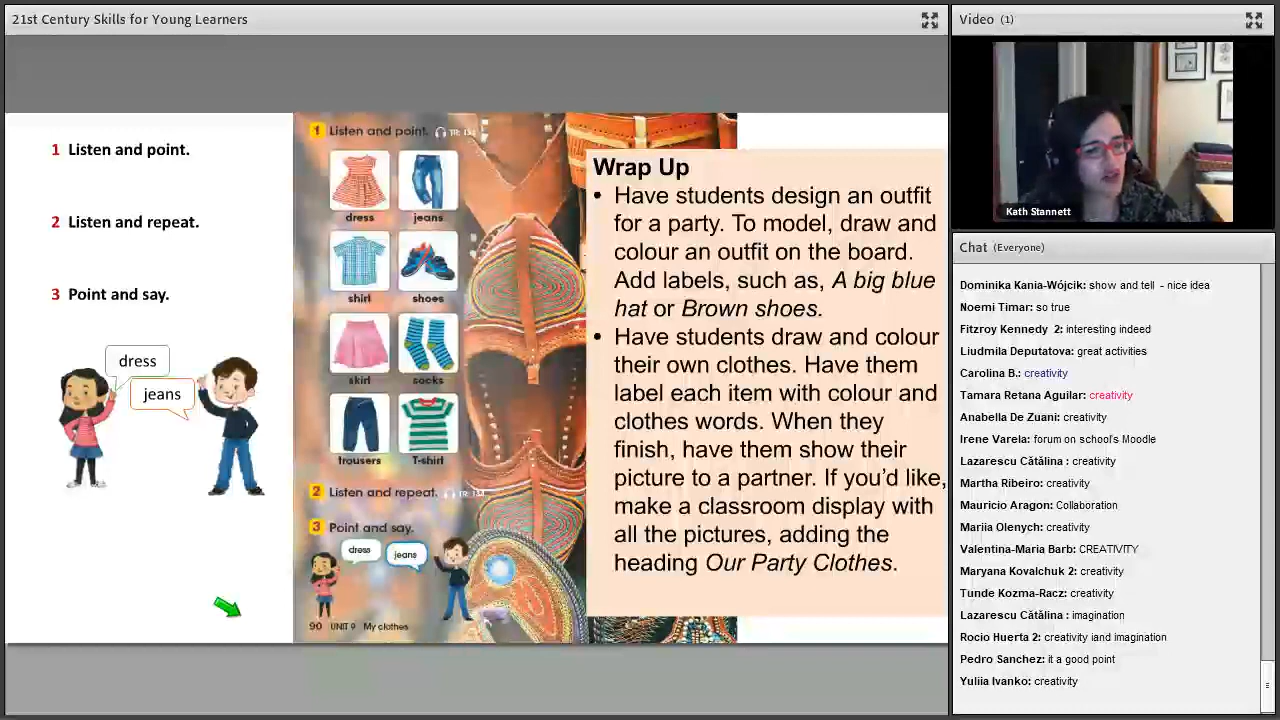 21st Century Skills for Young Learners
1 Listen and point.
2 Listen and repeat.
3 Point and say.
dress
jeans
1 Listen and point. TR: 133
dress jeans
shirt shoes
skirt socks
trousers T-shirt
2 Listen and repeat.
3 Point and say.
dress
jeans
90 UNIT 9 My clothes
Wrap Up
• Have students design an outfit
for a party. To model, draw and
colour an outfit on the board.
Add labels, such as, A big blue
hat or Brown shoes.
• Have students draw and colour
their own clothes. Have them
label each item with colour and
clothes words. When they
finish, have them show their
picture to a partner. If you'd like,
make a classroom display with
all the pictures, adding the
heading Our Party Clothes.
Video (1)
Kath Stannett
Chat (Everyone)
Dominika Kania-Wójcik: show and tell - nice idea
Noemi Timar: so true
Fitzroy Kennedy 2: interesting indeed
Liudmila Deputatova: great activities
Carolina B.: creativity
Tamara Retana Aguilar: creativity
Anabella De Zuani: creativity
Irene Varela: forum on school's Moodle
Lazarescu Cătălina : creativity
Martha Ribeiro: creativity
Mauricio Aragon: Collaboration
Mariia Olenych: creativity
Valentina-Maria Barb: CREATIVITY
Maryana Kovalchuk 2: creativity
Tunde Kozma-Racz: creativity
Lazarescu Cătălina : imagination
Rocio Huerta 2: creativity iand imagination
Pedro Sanchez: it a good point
Yuliia Ivanko: creativity